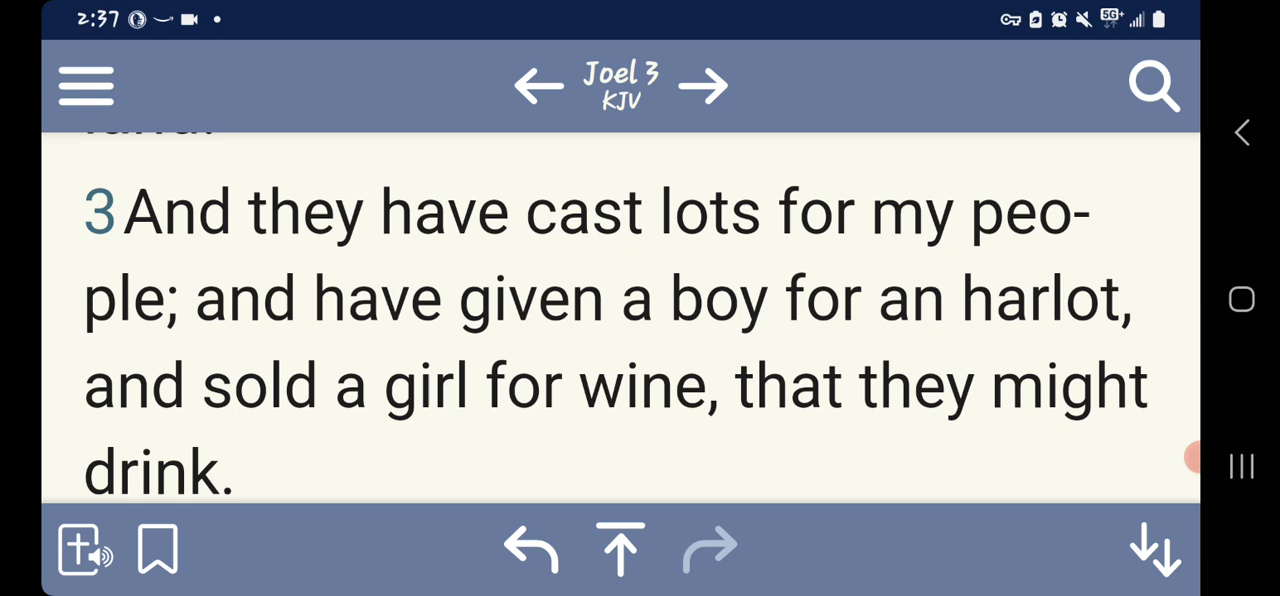 2:37
5G+
Joel 3
KJV
3 And they have cast lots for my peo-
ple; and have given a boy for an harlot,
and sold a girl for wine, that they might
drink.